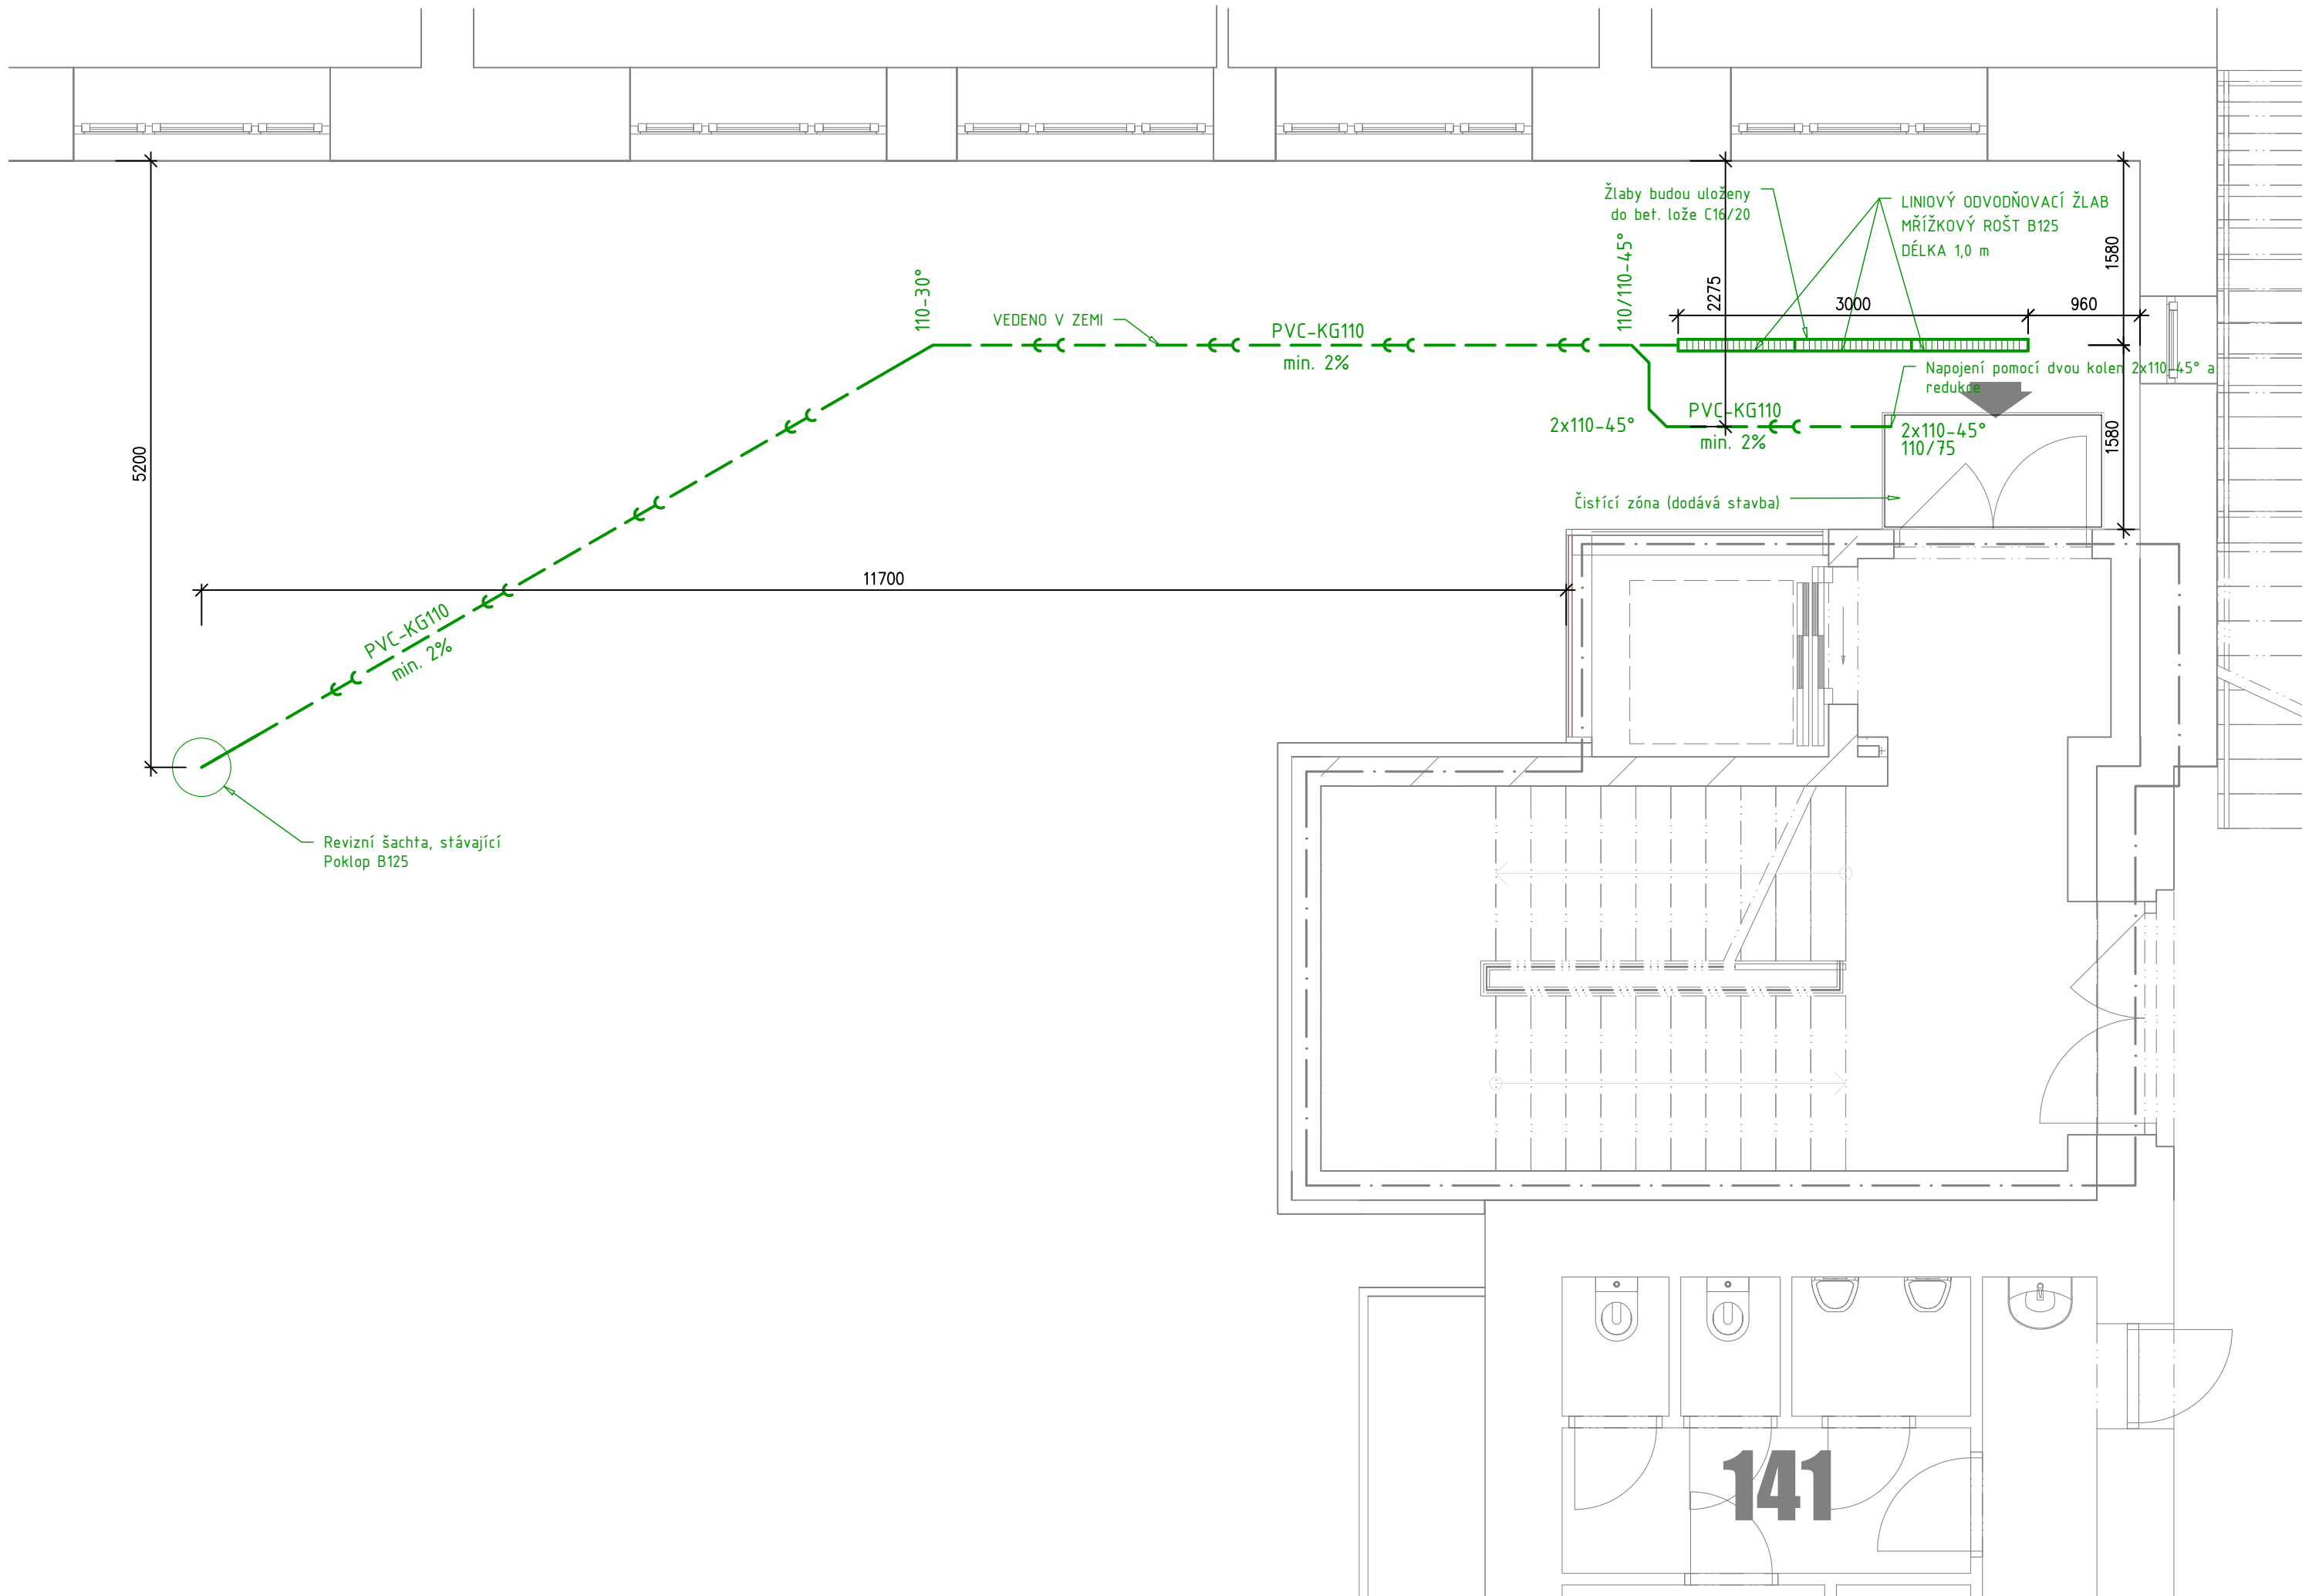 Žlaby budou uloženy
do bet. lože C16/20
LINIOVÝ ODVODŇOVACÍ ŽLAB
MŘÍŽKOVÝ ROŠT B125
DÉLKA 1,0 m
110-30°
110/110-45°
2275
1580
3000
960
VEDENO V ZEMI
PVC-KG110
min. 2%
Napojení pomocí dvou kolen 2x110-45° a
redukce
PVC-KG110
min. 2%
2x110-45°
2x110-45°
110/75
1580
5200
Čistící zóna (dodává stavba)
11700
PVC-KG110
min. 2%
Revizní šachta, stávající
Poklop B125
141